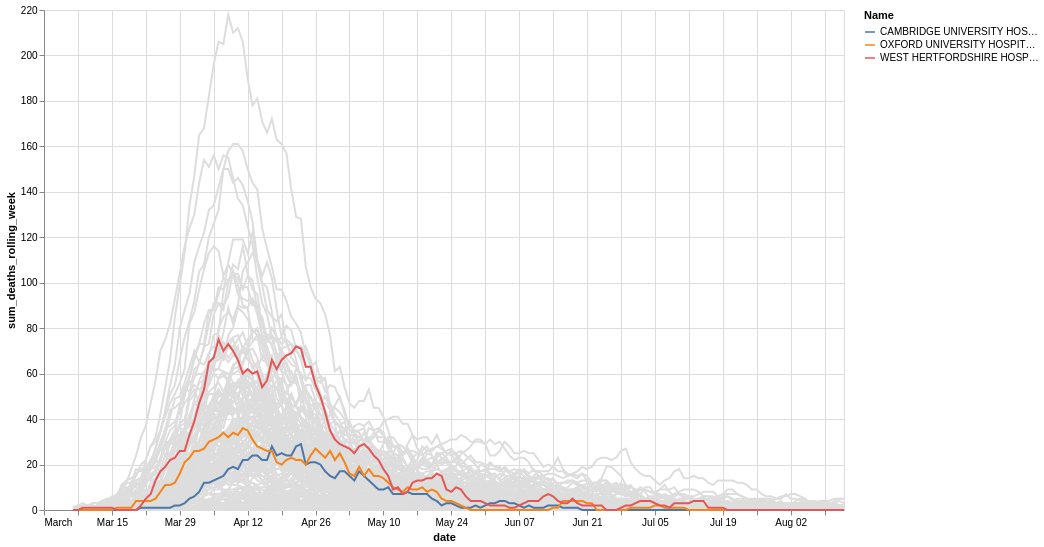 220
200
180
160
140
120
100
80
60
40
20
0
sum_deaths_rolling_week
March
Mar 15
Mar 29
Apr 12
Apr 26
May 10
May 24
Jun 07
Jun 21
Jul 05
Jul 19
Aug 02
date
Name
CAMBRIDGE UNIVERSITY HOS...
OXFORD UNIVERSITY HOSPIT...
WEST HERTFORDSHIRE HOSP...